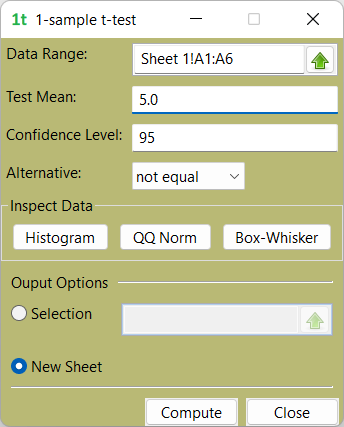 1t 1-sample t-test
Data Range: Sheet 1!A1:A6
Test Mean: 5.0
Confidence Level: 95
Alternative: not equal
Inspect Data
Histogram QQ Norm Box-Whisker
Ouput Options
Selection
New Sheet
Compute Close